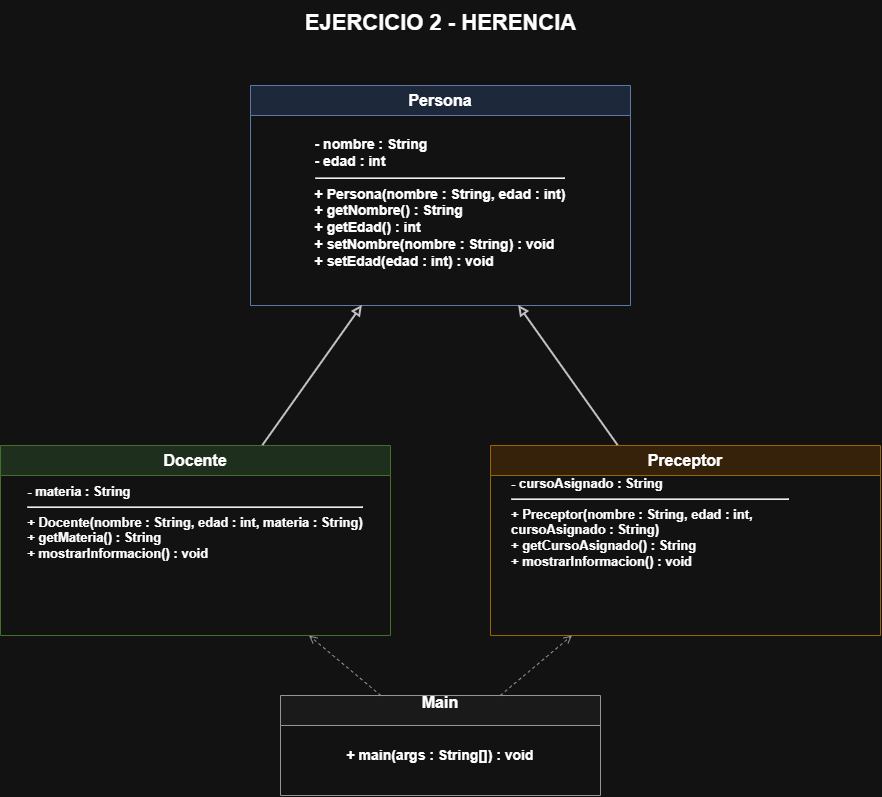 EJERCICIO 2 - HERENCIA
Persona
- nombre : String
- edad : int
+ Persona(nombre : String, edad : int)
+ getNombre() : String
+ getEdad() : int
+ setNombre(nombre : String) : void
+ setEdad(edad : int) : void
Docente
- materia : String
+ Docente(nombre : String, edad : int, materia : String)
+ getMateria() : String
+ mostrarInformacion() : void
Preceptor
- cursoAsignado : String
+ Preceptor(nombre : String, edad : int,
cursoAsignado : String)
+ getCursoAsignado() : String
+ mostrarInformacion() : void
Main
+ main(args : String[]) : void